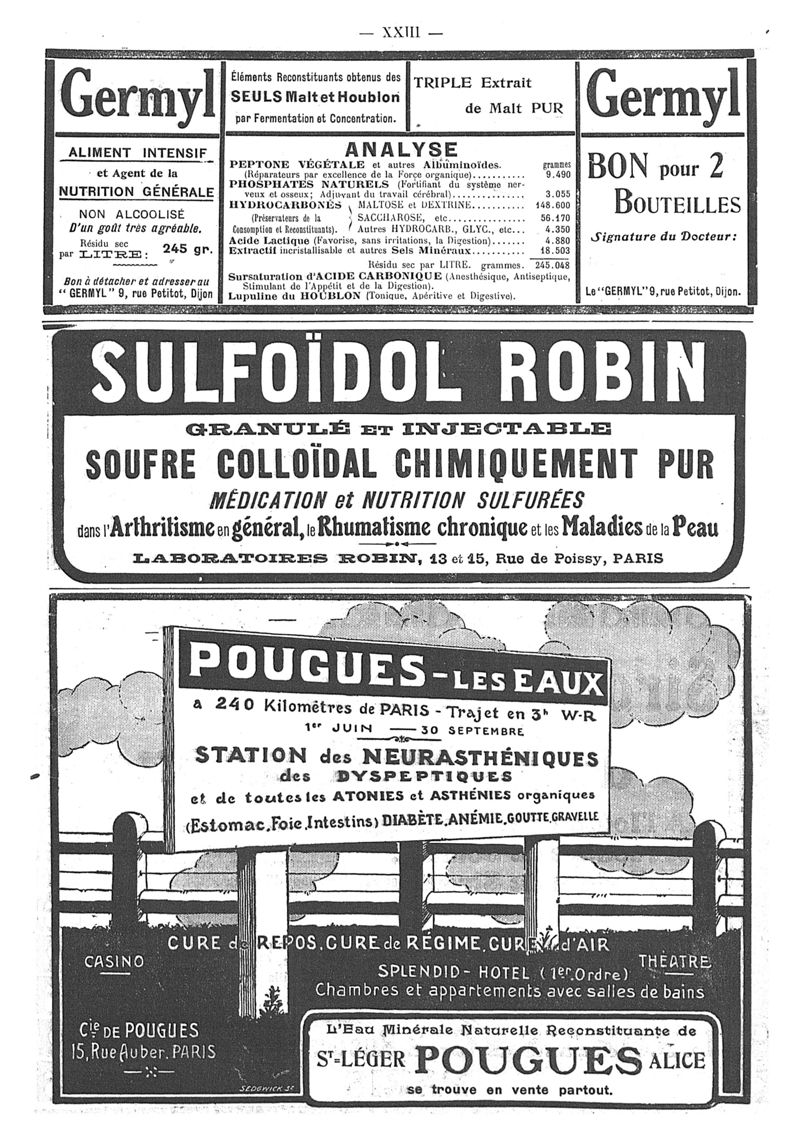 — XXIII —
Germyl
ALIMENT INTENSIF
et Agent de la
NUTRITION GÉNÉRALE
NON ALCOOLISÉ
D'un goût très agréable.
Résidu sec
par LITRE: 245 gr.
Bon à détacher et adresser au
"GERMYL" 9, rue Petitot, Dijon
Éléments Reconstituants obtenus des
SEULS Malt et Houblon
par Fermentation et Concentration.
TRIPLE Extrait
de Malt PUR
ANALYSE
PEPTONE VÉGÉTALE et autres Albuminoïdes. grammes
(Réparateurs par excellence de la Force organique).......... 9.490
PHOSPHATES NATURELS (Fortifiant du système ner-
veux et osseux; Adjuvant du travail cérébral)............... 3.055
HYDROCARBONÉS MALTOSE et DEXTRINE........... 148.600
(Préservateurs de la SACCHAROSE, etc............... 56.170
Consomption et Reconstituants). Autres HYDROCARB., GLYC., etc... 4.350
Acide Lactique (Favorise, sans irritations, la Digestion)...... 4.880
Extractif incristallisable et autres Sels Minéraux.......... 18.503
Résidu sec par LITRE. grammes. 245.048
Sursaturation d'ACIDE CARBONIQUE (Anesthésique, Antiseptique,
Stimulant de l'Appétit et de la Digestion).
Lupuline du HOUBLON (Tonique, Apéritive et Digestive).
Germyl
BON pour 2
BOUTEILLES
Signature du Docteur:
Le "GERMYL" 9, rue Petitot, Dijon.
SULFOÏDOL ROBIN
GRANULÉ ET INJECTABLE
SOUFRE COLLOÏDAL CHIMIQUEMENT PUR
MÉDICATION et NUTRITION SULFURÉES
dans l'Arthritisme en général, le Rhumatisme chronique et les Maladies de la Peau
LABORATOIRES ROBIN, 13 et 15, Rue de Poissy, PARIS
POUGUES-LES EAUX
a 240 Kilomètres de PARIS - Trajet en 3h W-R
1er JUIN — 30 SEPTEMBRE
STATION des NEURASTHÉNIQUES
des DYSPEPTIQUES
et de toutes les ATONIES et ASTHÉNIES organiques
(Estomac, Foie, Intestins) DIABÈTE, ANÉMIE, GOUTTE, GRAVELLE
CURE de REPOS, CURE de RÉGIME, CURE d'AIR
CASINO
THÉATRE
SPLENDID-HOTEL (1er Ordre)
Chambres et appartements avec salles de bains
Cie DE POUGUES
15, Rue Auber. PARIS
SEDGWICK Sc
L'Eau Minérale Naturelle Reconstituante de
ST-LÉGER POUGUES ALICE
se trouve en vente partout.